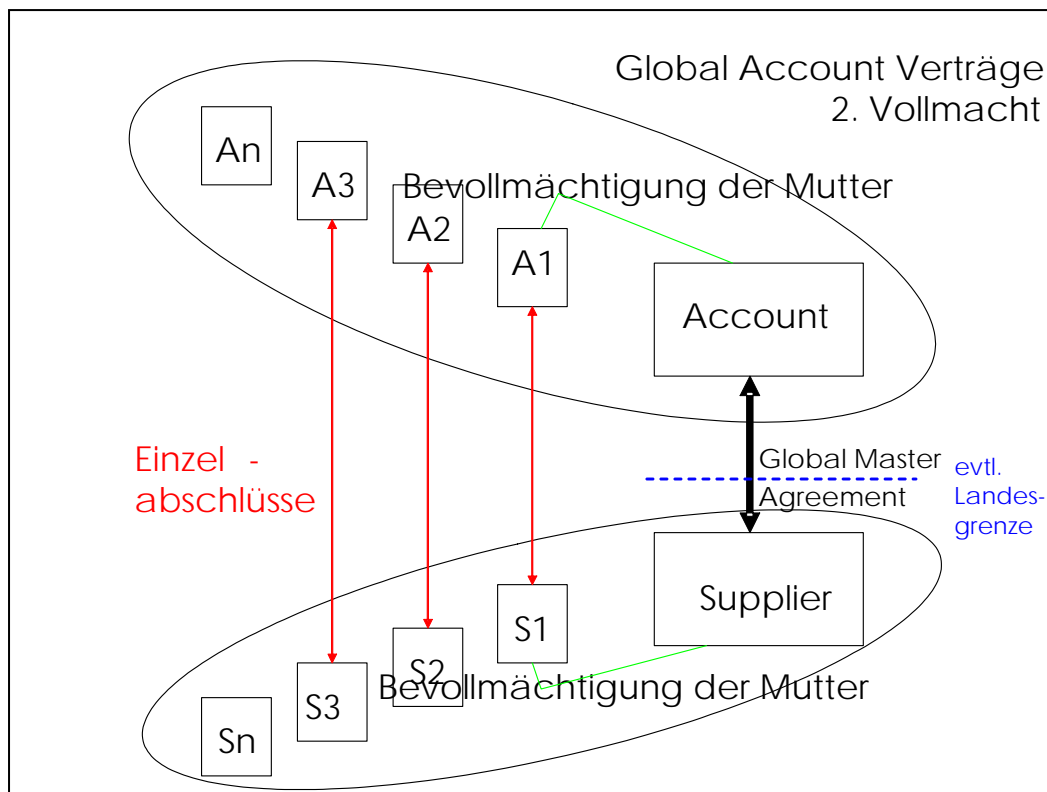 Global Account Verträge
2. Vollmacht
An
A3
Bevollmächtigung der Mutter
A2
A1
Account
Einzel -
abschlüsse
Global Master
Agreement
evtl.
Landes-
grenze
Supplier
S1
S2
Bevollmächtigung der Mutter
S3
Sn